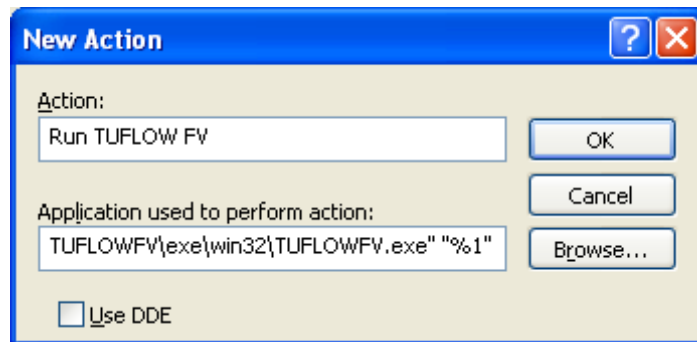 New Action
Action:
Run TUFLOW FV
OK
Cancel
Application used to perform action:
TUFLOWFV\exe\win32\TUFLOWFV.exe" "%1"
Browse...
Use DDE